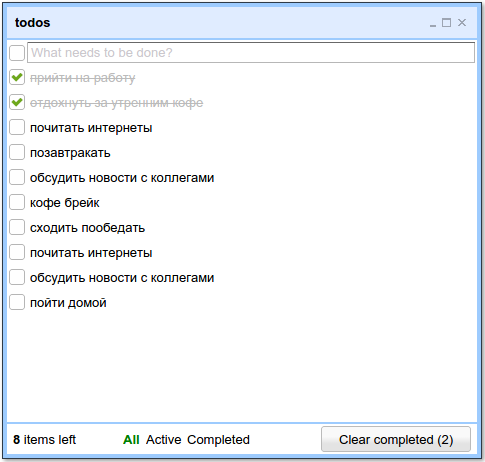 todos
What needs to be done?
прийти на работу
отдохнуть за утренним кофе
почитать интернеты
позавтракать
обсудить новости с коллегами
кофе брейк
сходить пообедать
почитать интернеты
обсудить новости с коллегами
пойти домой
8 items left All Active Completed Clear completed (2)